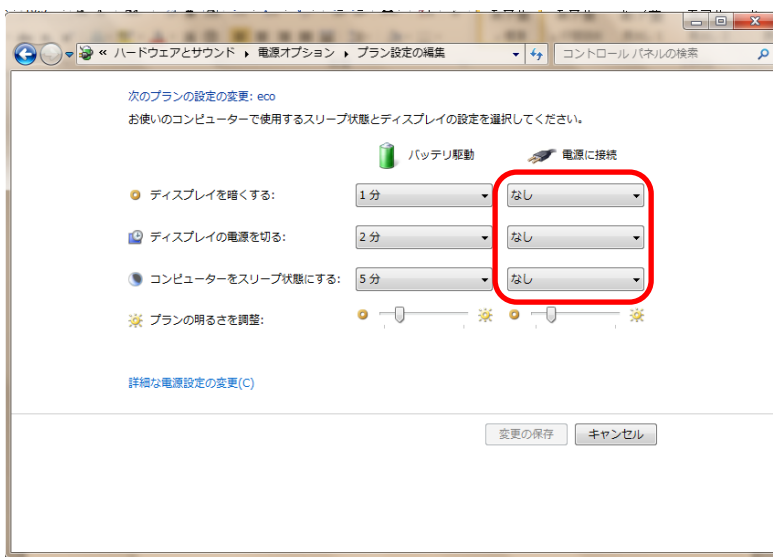 « ハードウェアとサウンド ▸ 電源オプション ▸ プラン設定の編集
コントロール パネルの検索
次のプランの設定の変更: eco
お使いのコンピューターで使用するスリープ状態とディスプレイの設定を選択してください。
バッテリ駆動 電源に接続
ディスプレイを暗くする: 1 分 なし
ディスプレイの電源を切る: 2 分 なし
コンピューターをスリープ状態にする: 5 分 なし
プランの明るさを調整:
詳細な電源設定の変更(C)
変更の保存 キャンセル